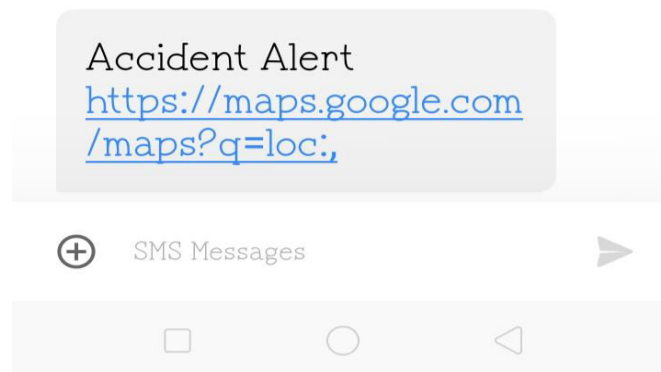 Accident Alert
https://maps.google.com
/maps?q=loc:,
SMS Messages